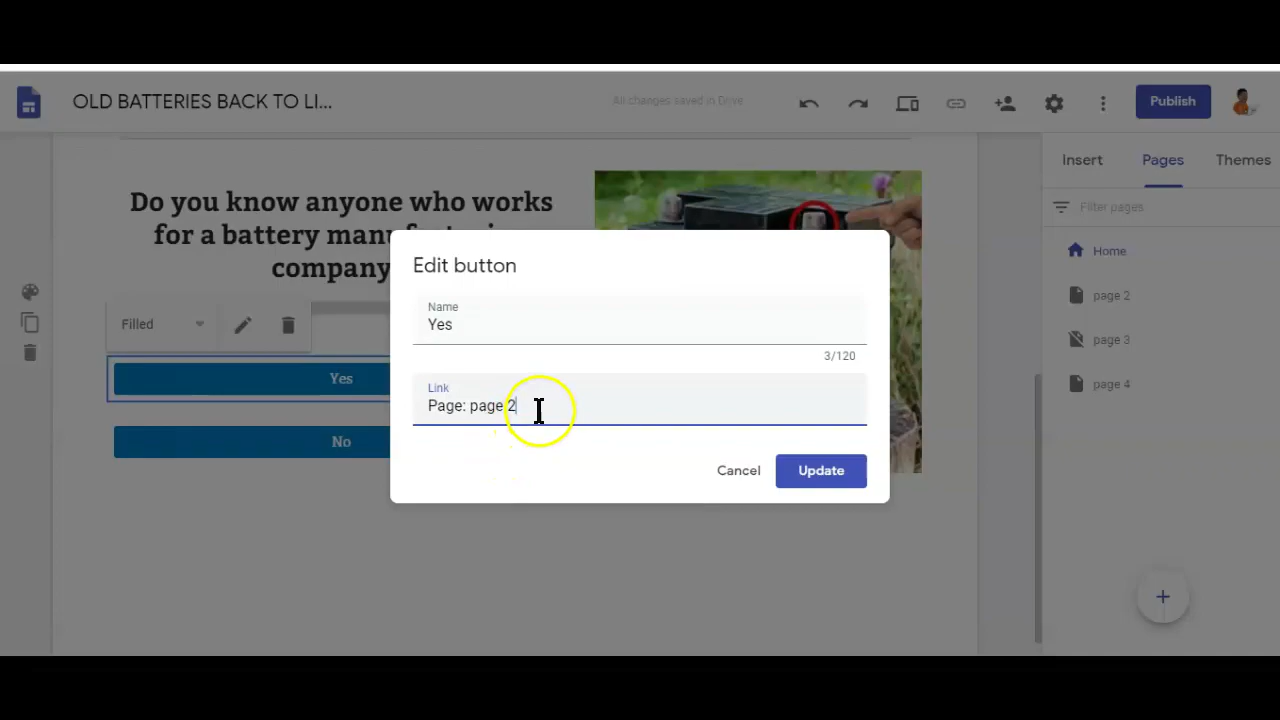 OLD BATTERIES BACK TO LI...
All changes saved in Drive
Publish
Insert
Pages
Themes
Filter pages
Home
page 2
page 3
page 4
Do you know anyone who works
for a battery
company
Filled
Yes
No
Edit button
Name
Yes
3/120
Link
Page: page 2
Cancel
Update